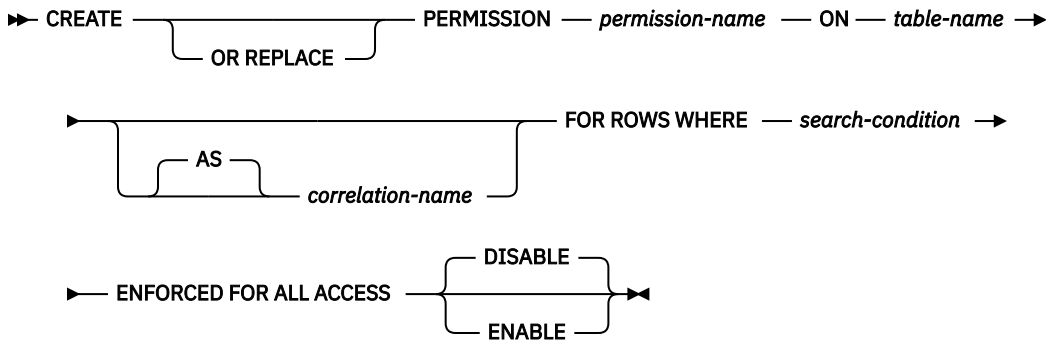 CREATE OR REPLACE PERMISSION permission-name ON table-name
AS correlation-name FOR ROWS WHERE search-condition
ENFORCED FOR ALL ACCESS DISABLE
ENABLE